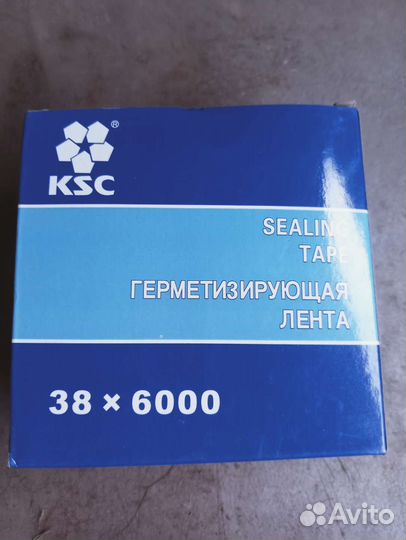 ®
KSC
SEALING
TAPE
ГЕРМЕТИЗИРУЮЩАЯ
ЛЕНТА
38 × 6000
Avito